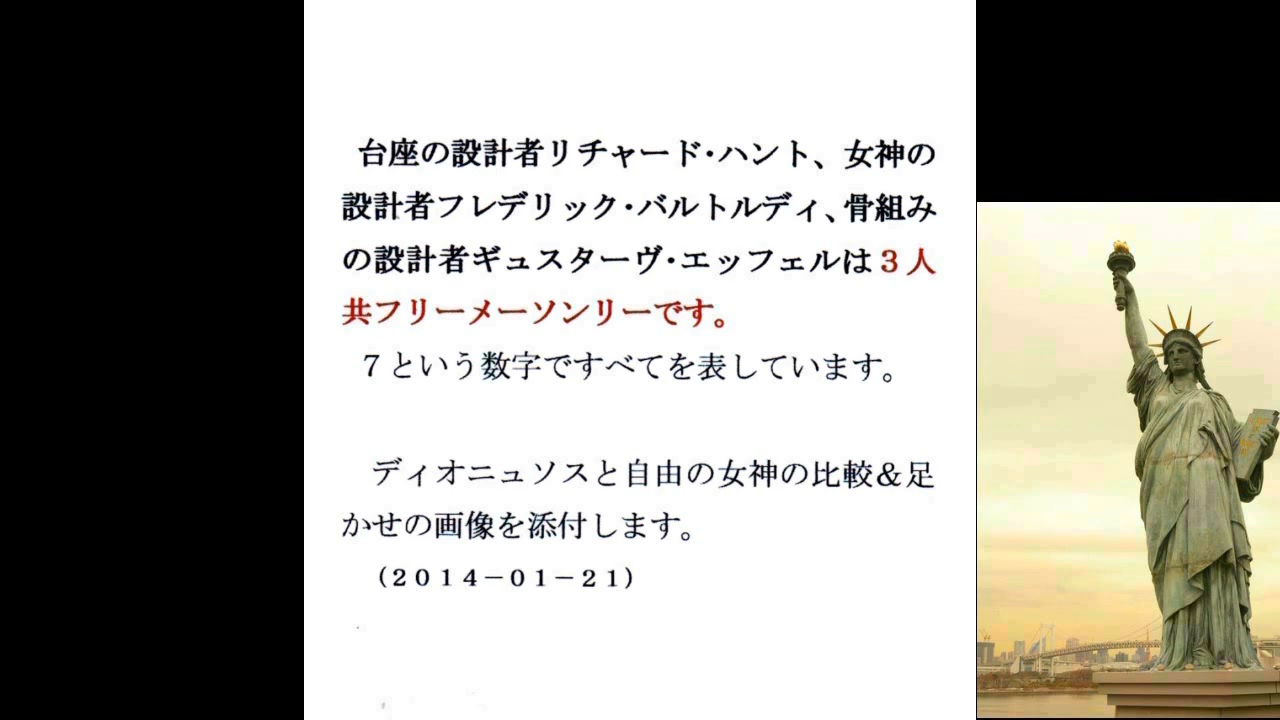 台座の設計者リチャード・ハント、女神の
設計者フレデリック・バルトルディ、骨組み
の設計者ギュスターヴ・エッフェルは３人
共フリーメーソンリーです。
７という数字ですべてを表しています。
ディオニュソスと自由の女神の比較＆足
かせの画像を添付します。
（２０１４－０１－２１）